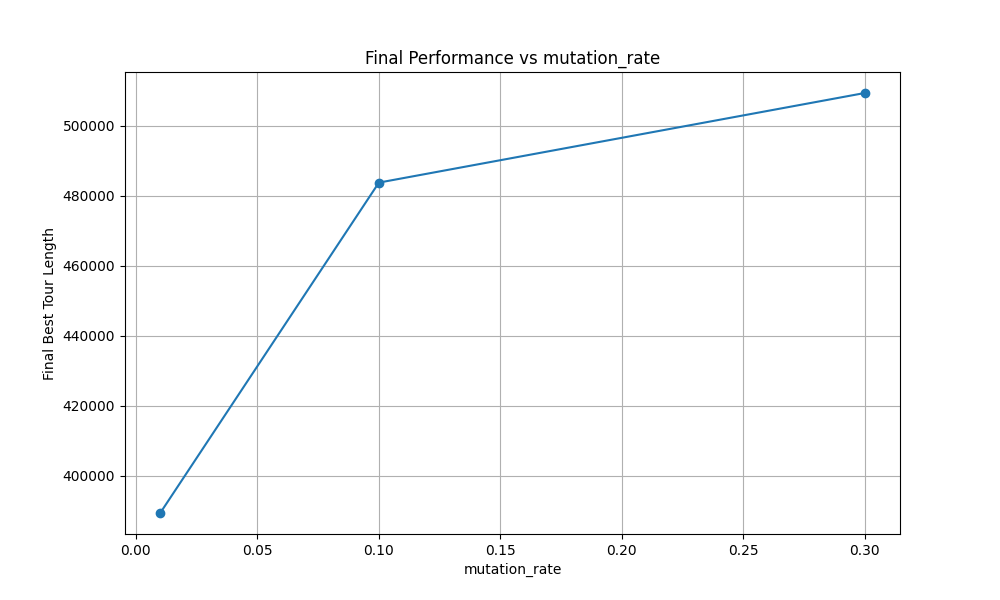 Final Performance vs mutation_rate
Final Best Tour Length
500000
480000
460000
440000
420000
400000
0.00 0.05 0.10 0.15 0.20 0.25 0.30
mutation_rate